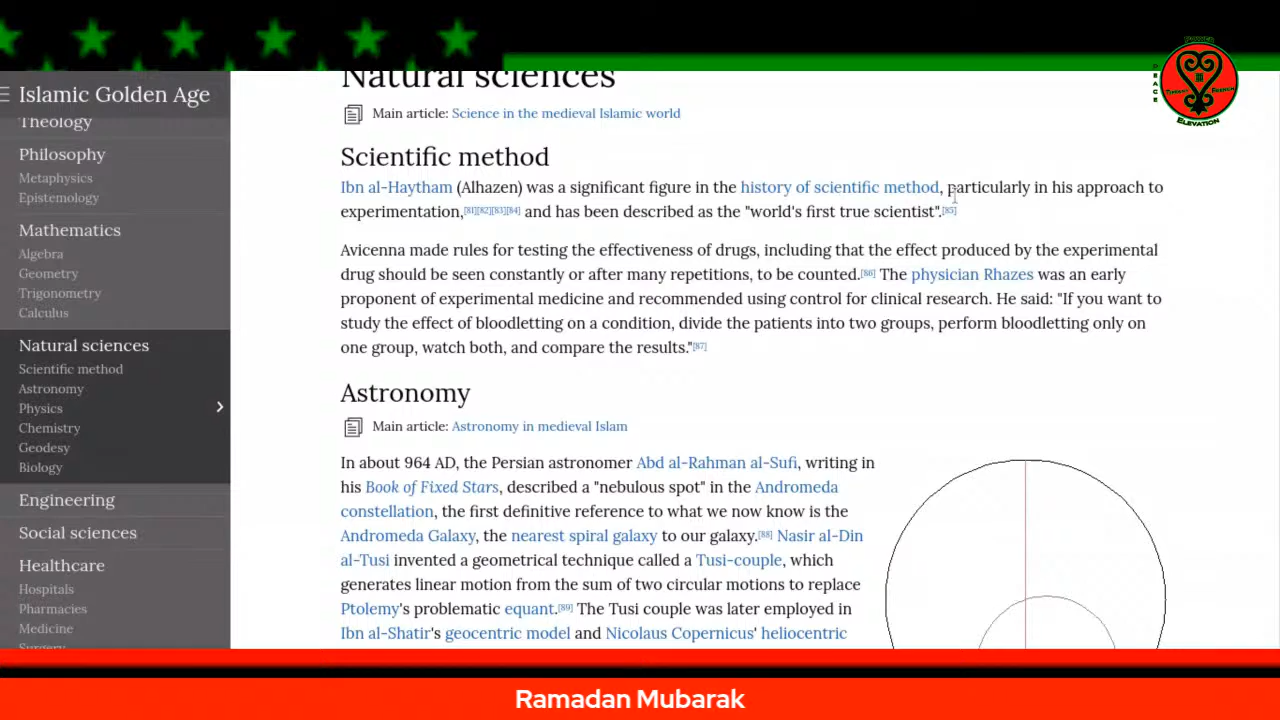 Natural sciences
Islamic Golden Age
Theology
Philosophy
Metaphysics
Epistemology
Mathematics
Algebra
Geometry
Trigonometry
Calculus
Natural sciences
Scientific method
Astronomy
Physics
Chemistry
Geodesy
Biology
Engineering
Social sciences
Healthcare
Hospitals
Pharmacies
Medicine
Surgery
Main article: Science in the medieval Islamic world
Scientific method
Ibn al-Haytham (Alhazen) was a significant figure in the history of scientific method, particularly in his approach to
experimentation,[81][82][83][84] and has been described as the "world's first true scientist".[85]
Avicenna made rules for testing the effectiveness of drugs, including that the effect produced by the experimental
drug should be seen constantly or after many repetitions, to be counted.[86] The physician Rhazes was an early
proponent of experimental medicine and recommended using control for clinical research. He said: "If you want to
study the effect of bloodletting on a condition, divide the patients into two groups, perform bloodletting only on
one group, watch both, and compare the results."[87]
Astronomy
Main article: Astronomy in medieval Islam
In about 964 AD, the Persian astronomer Abd al-Rahman al-Sufi, writing in
his Book of Fixed Stars, described a "nebulous spot" in the Andromeda
constellation, the first definitive reference to what we now know is the
Andromeda Galaxy, the nearest spiral galaxy to our galaxy.[88] Nasir al-Din
al-Tusi invented a geometrical technique called a Tusi-couple, which
generates linear motion from the sum of two circular motions to replace
Ptolemy's problematic equant.[89] The Tusi couple was later employed in
Ibn al-Shatir's geocentric model and Nicolaus Copernicus' heliocentric
POWER
PEACE
ELEVATION
Ramadan Mubarak